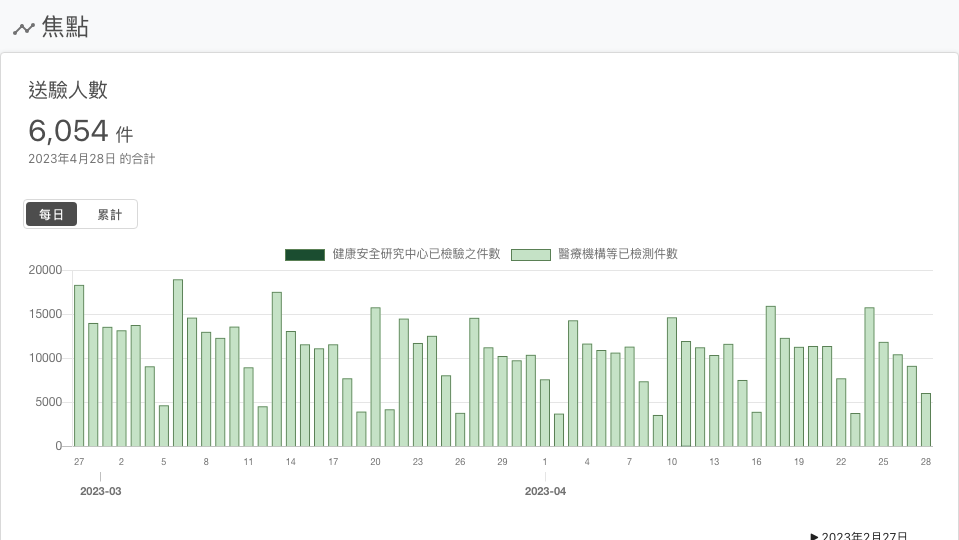 焦點
送驗人數
6,054 件
2023年4月28日 的合計
每日 累計
健康安全研究中心已檢驗之件數 醫療機構等已檢測件數
20000
15000
10000
5000
0
27 2 5 8 11 14 17 20 23 26 29 1 4 7 10 13 16 19 22 25 28
2023-03 2023-04
▶ 2023年2月27日